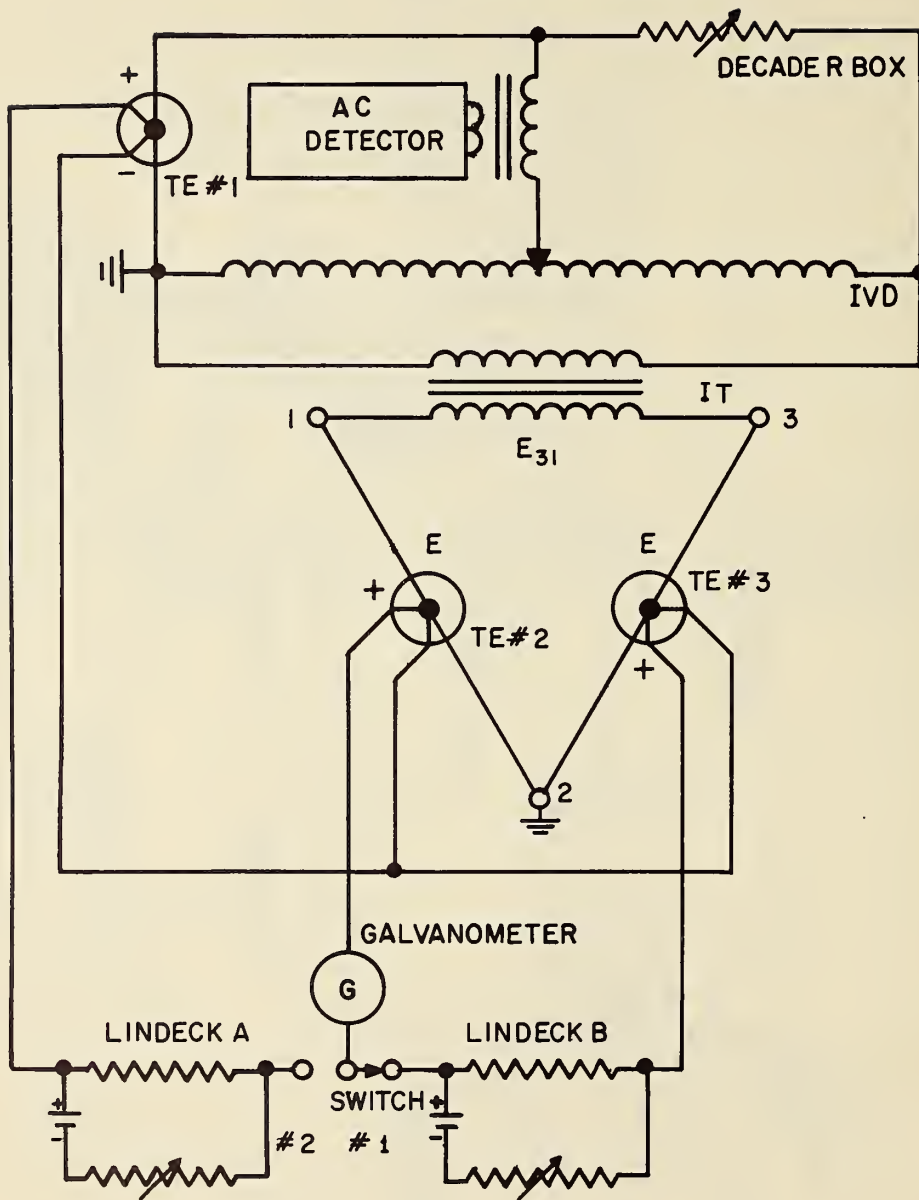 DECADE R BOX
+
AC
DETECTOR
-
TE #1
IVD
IT
1
3
E31
E
E
+
TE #3
TE#2
+
2
GALVANOMETER
G
LINDECK A
LINDECK B
SWITCH
+
-
+
-
#2
#1